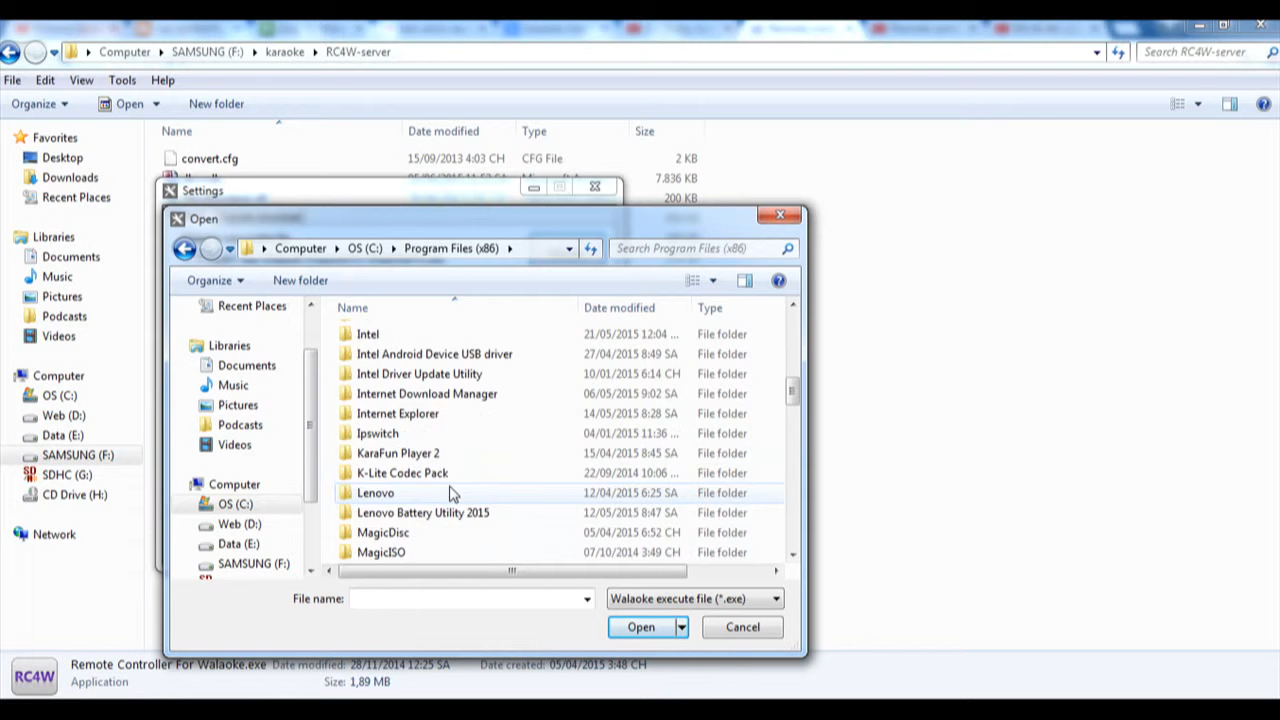 Computer SAMSUNG (F:) karaoke RC4W-server Search RC4W-server
File Edit View Tools Help
Organize Open New folder
Favorites
Desktop
Downloads
Recent Places
Libraries
Documents
Music
Pictures
Podcasts
Videos
Computer
OS (C:)
Web (D:)
Data (E:)
SAMSUNG (F:)
SDHC (G:)
CD Drive (H:)
Network
Name Date modified Type Size
convert.cfg 15/09/2013 4:03 CH CFG File 2 KB
7.836 KB
200 KB
Settings
Open
Computer OS (C:) Program Files (x86) Search Program Files (x86)
Organize New folder
Recent Places
Libraries
Documents
Music
Pictures
Podcasts
Videos
Computer
OS (C:)
Web (D:)
Data (E:)
SAMSUNG (F:)
Name Date modified Type
Intel 21/05/2015 12:04 ... File folder
Intel Android Device USB driver 27/04/2015 8:49 SA File folder
Intel Driver Update Utility 10/01/2015 6:14 CH File folder
Internet Download Manager 06/05/2015 9:02 SA File folder
Internet Explorer 14/05/2015 8:28 SA File folder
Ipswitch 04/01/2015 11:36 ... File folder
KaraFun Player 2 15/04/2015 8:45 SA File folder
K-Lite Codec Pack 22/09/2014 10:06 ... File folder
Lenovo 12/04/2015 6:25 SA File folder
Lenovo Battery Utility 2015 12/05/2015 8:47 SA File folder
MagicDisc 05/04/2015 6:52 CH File folder
MagicISO 07/10/2014 3:49 CH File folder
File name: Walaoke execute file (*.exe)
Open Cancel
RC4W
Remote Controller For Walaoke.exe Date modified: 28/11/2014 12:25 SA Date created: 05/04/2015 3:48 CH
Application Size: 1,89 MB